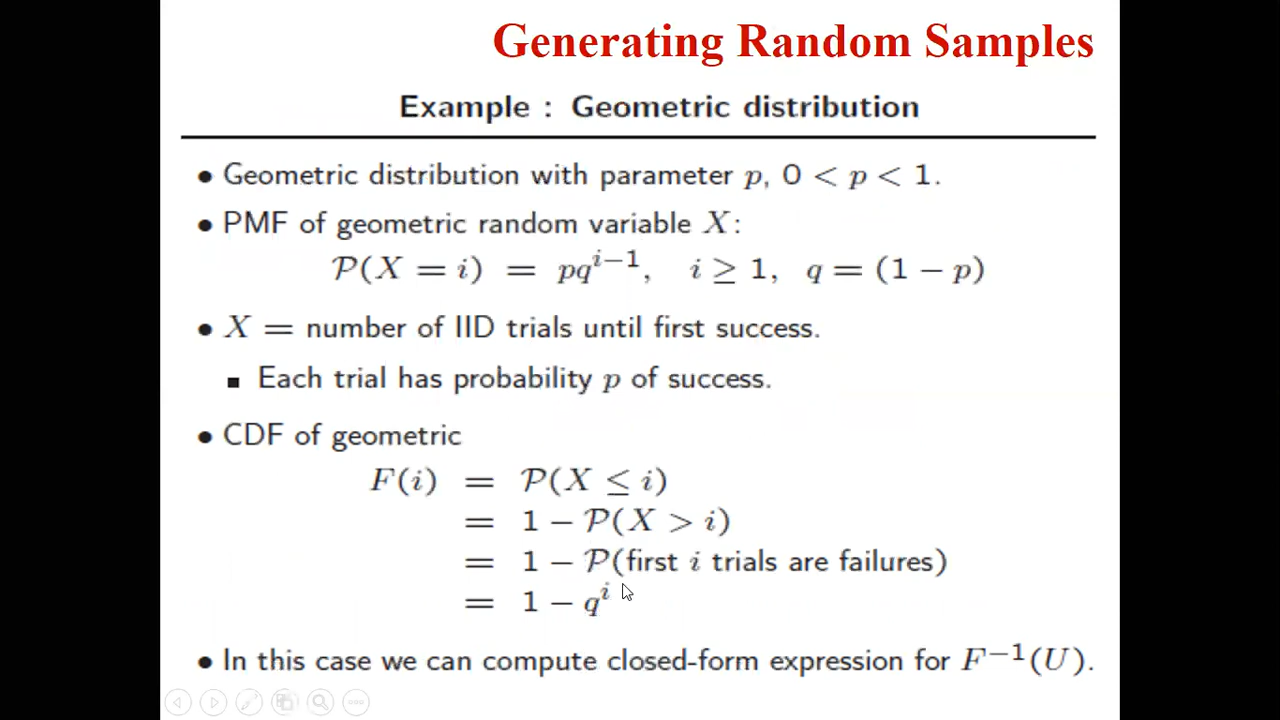 Generating Random Samples
Example : Geometric distribution
• Geometric distribution with parameter p, 0 < p < 1.
• PMF of geometric random variable X:
𝒫(X = i) = pqⁱ⁻¹, i ≥ 1, q = (1 − p)
• X = number of IID trials until first success.
▪ Each trial has probability p of success.
• CDF of geometric
F(i) = 𝒫(X ≤ i)
= 1 − 𝒫(X > i)
= 1 − 𝒫(first i trials are failures)
= 1 − qⁱ
• In this case we can compute closed-form expression for F⁻¹(U).